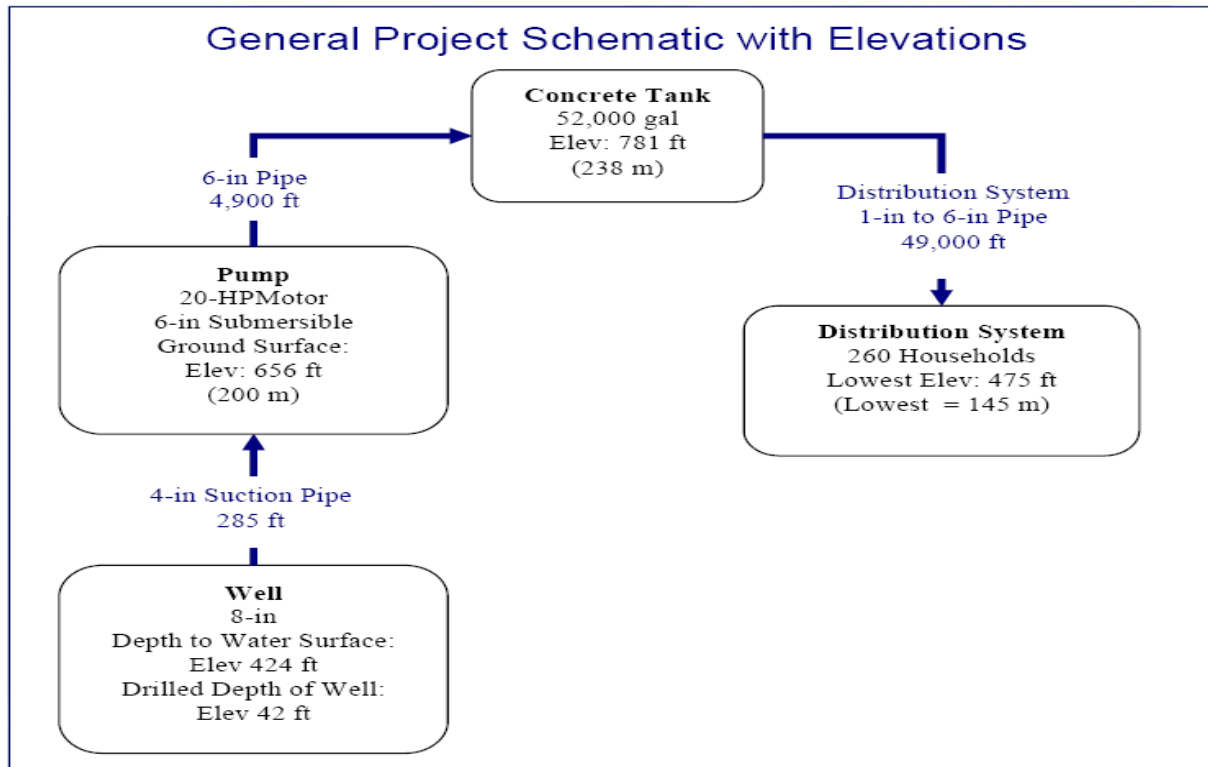 General Project Schematic with Elevations
Concrete Tank
52,000 gal
Elev: 781 ft
(238 m)
6-in Pipe
4,900 ft
Distribution System
1-in to 6-in Pipe
49,000 ft
Pump
20-HPMotor
6-in Submersible
Ground Surface:
Elev: 656 ft
(200 m)
Distribution System
260 Households
Lowest Elev: 475 ft
(Lowest = 145 m)
4-in Suction Pipe
285 ft
Well
8-in
Depth to Water Surface:
Elev 424 ft
Drilled Depth of Well:
Elev 42 ft